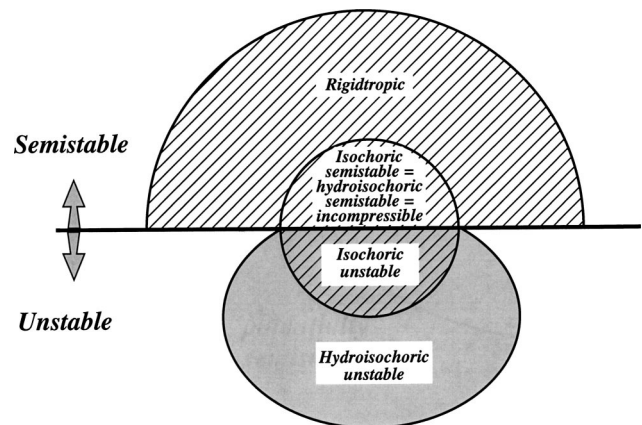 Rigidtropic
Semistable
Isochoric
semistable =
hydroisochoric
semistable =
incompressible
Isochoric
unstable
Unstable
Hydroisochoric
unstable